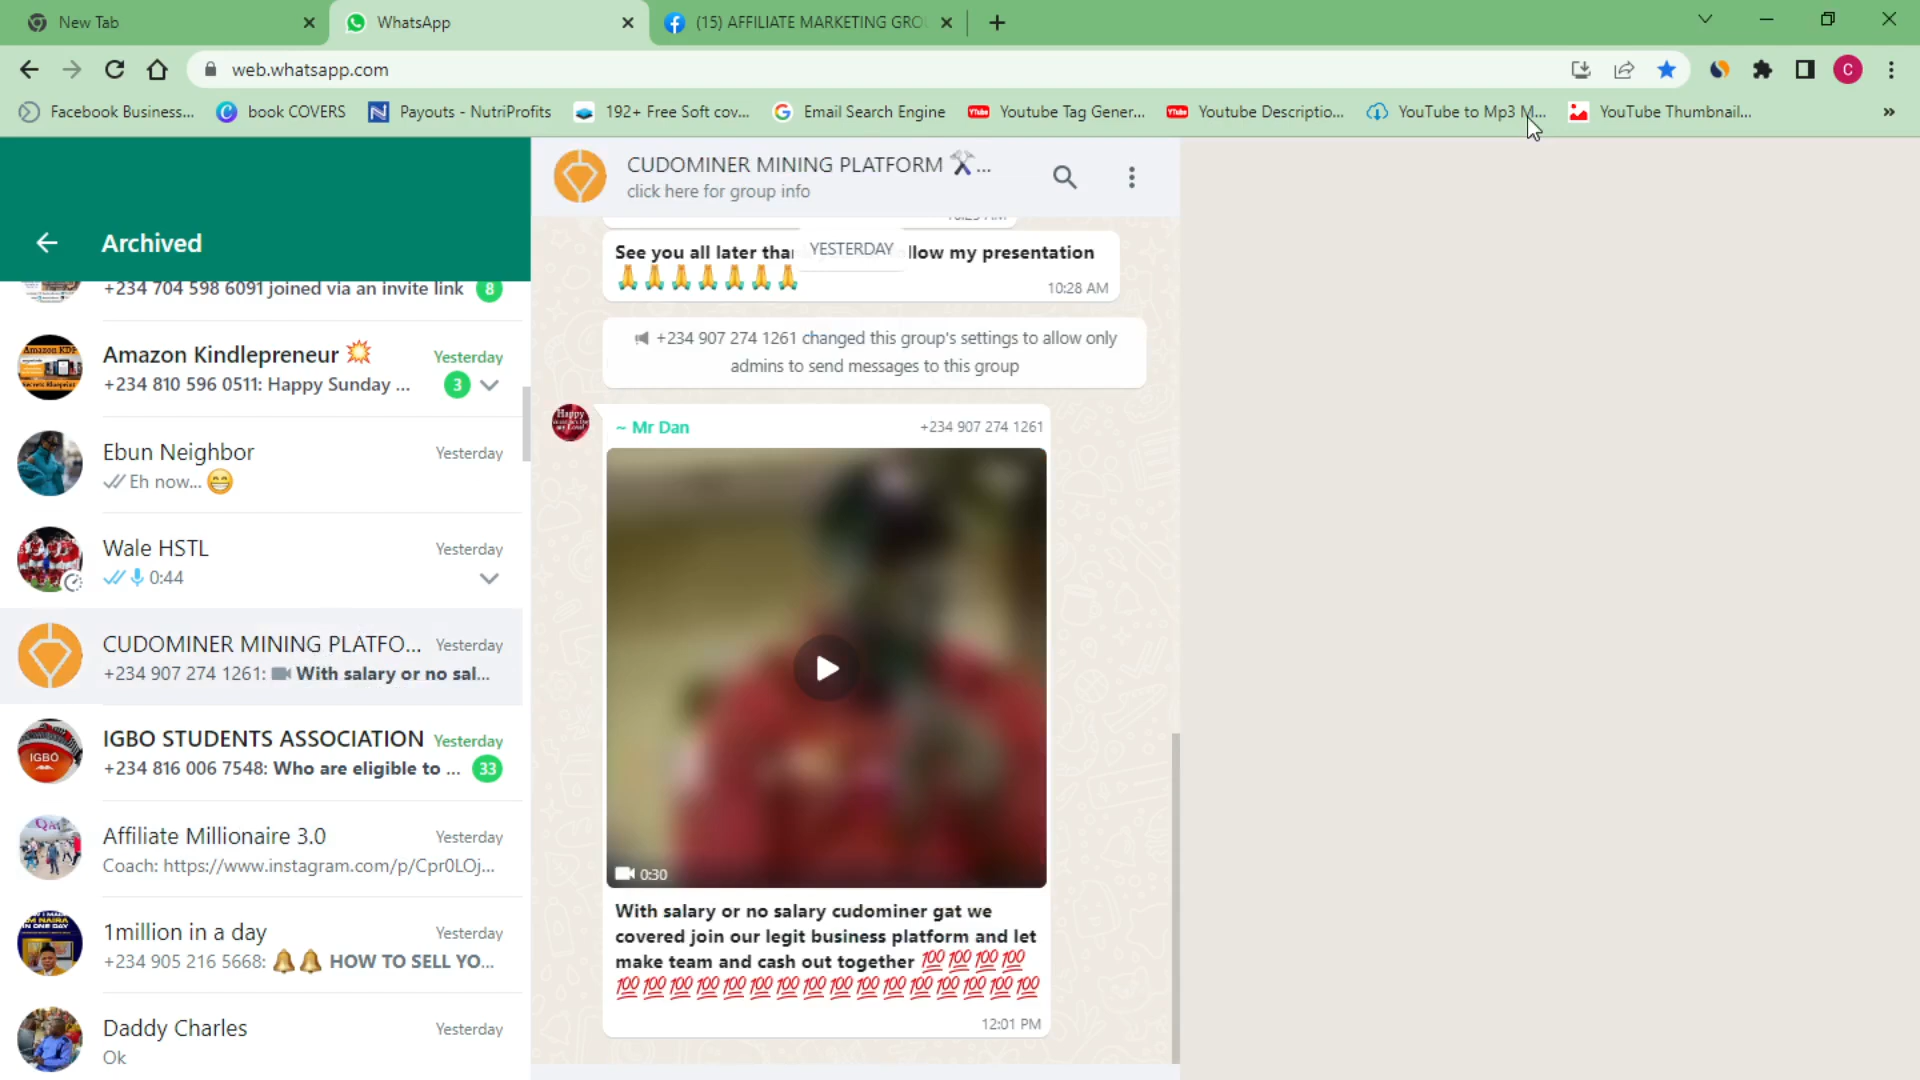 New Tab
WhatsApp
(15) AFFILIATE MARKETING GRO
web.whatsapp.com
C
Facebook Business...
book COVERS
Payouts - NutriProfits
192+ Free Soft cov...
Email Search Engine
Youtube Tag Gener...
Youtube Descriptio...
YouTube to Mp3 M...
YouTube Thumbnail...
Archived
+234 704 598 6091 joined via an invite link 8
Amazon Kindlepreneur 💥 Yesterday
+234 810 596 0511: Happy Sunday ... 3
Ebun Neighbor Yesterday
Eh now... 😁
Wale HSTL Yesterday
0:44
CUDOMINER MINING PLATFO... Yesterday
+234 907 274 1261: With salary or no sal...
IGBO STUDENTS ASSOCIATION Yesterday
+234 816 006 7548: Who are eligible to ... 33
Affiliate Millionaire 3.0 Yesterday
Coach: https://www.instagram.com/p/Cpr0LOj...
1million in a day Yesterday
+234 905 216 5668: 🔔🔔 HOW TO SELL YO...
Daddy Charles Yesterday
Ok
CUDOMINER MINING PLATFORM ⚒...
click here for group info
YESTERDAY
See you all later llow my presentation
🙏🙏🙏🙏🙏🙏🙏
10:28 AM
+234 907 274 1261 changed this group's settings to allow only
admins to send messages to this group
~ Mr Dan +234 907 274 1261
0:30
With salary or no salary cudominer gat we
covered join our legit business platform and let
make team and cash out together 💯💯💯💯
💯💯💯💯💯💯💯💯💯💯💯💯💯💯💯💯
12:01 PM